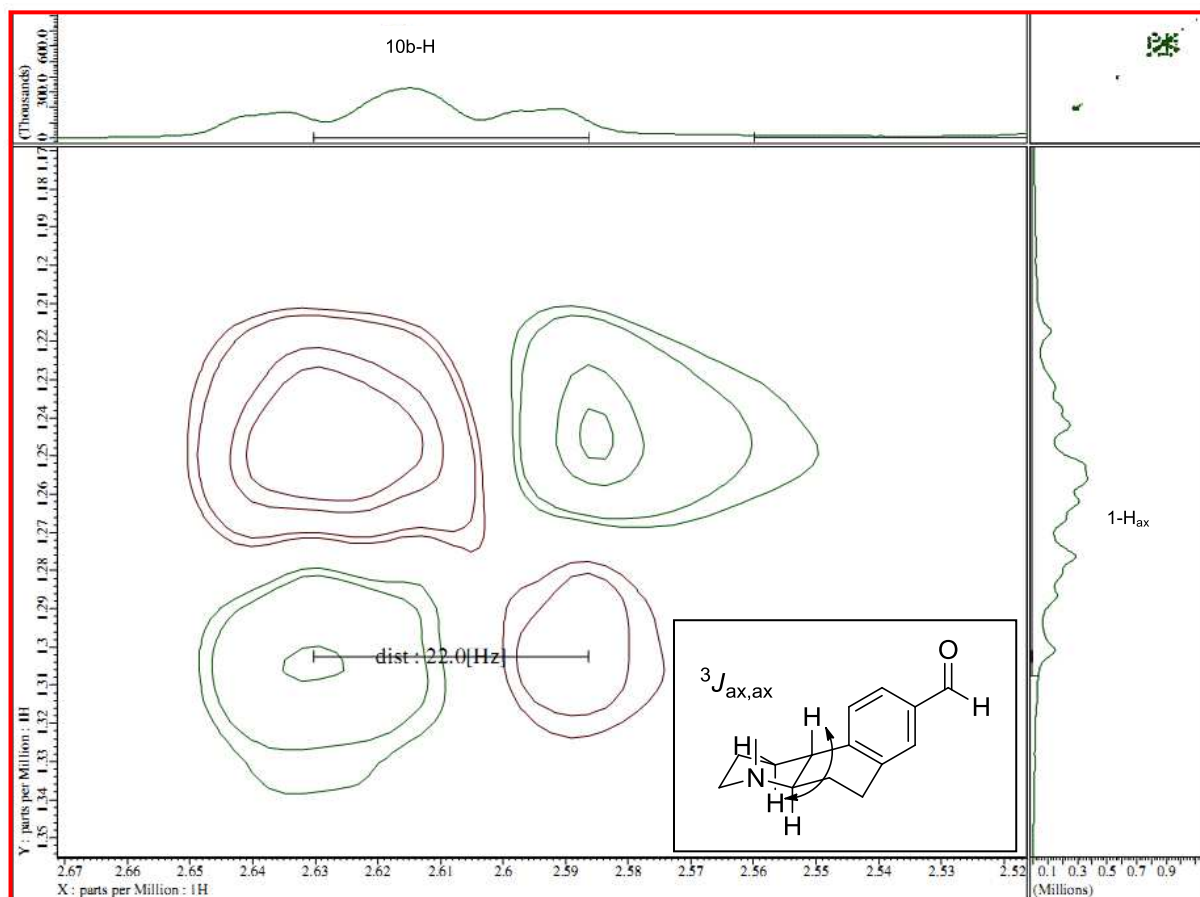 10b-H
(Thousands)
0 300.0 600.0
1.17
1.18
1.19
1.2
1.21
1.22
1.23
1.24
1.25
1.26
1.27
1.28
1.29
1.3
1.31
1.32
1.33
1.34
1.35
Y : parts per Million : 1H
1-Hax
dist : 22.0[Hz]
3Jax,ax
O
H
H
H
N
H
H
2.67 2.66 2.65 2.64 2.63 2.62 2.61 2.6 2.59 2.58 2.57 2.56 2.55 2.54 2.53 2.52
X : parts per Million : 1H
0.1 0.3 0.5 0.7 0.9
(Millions)